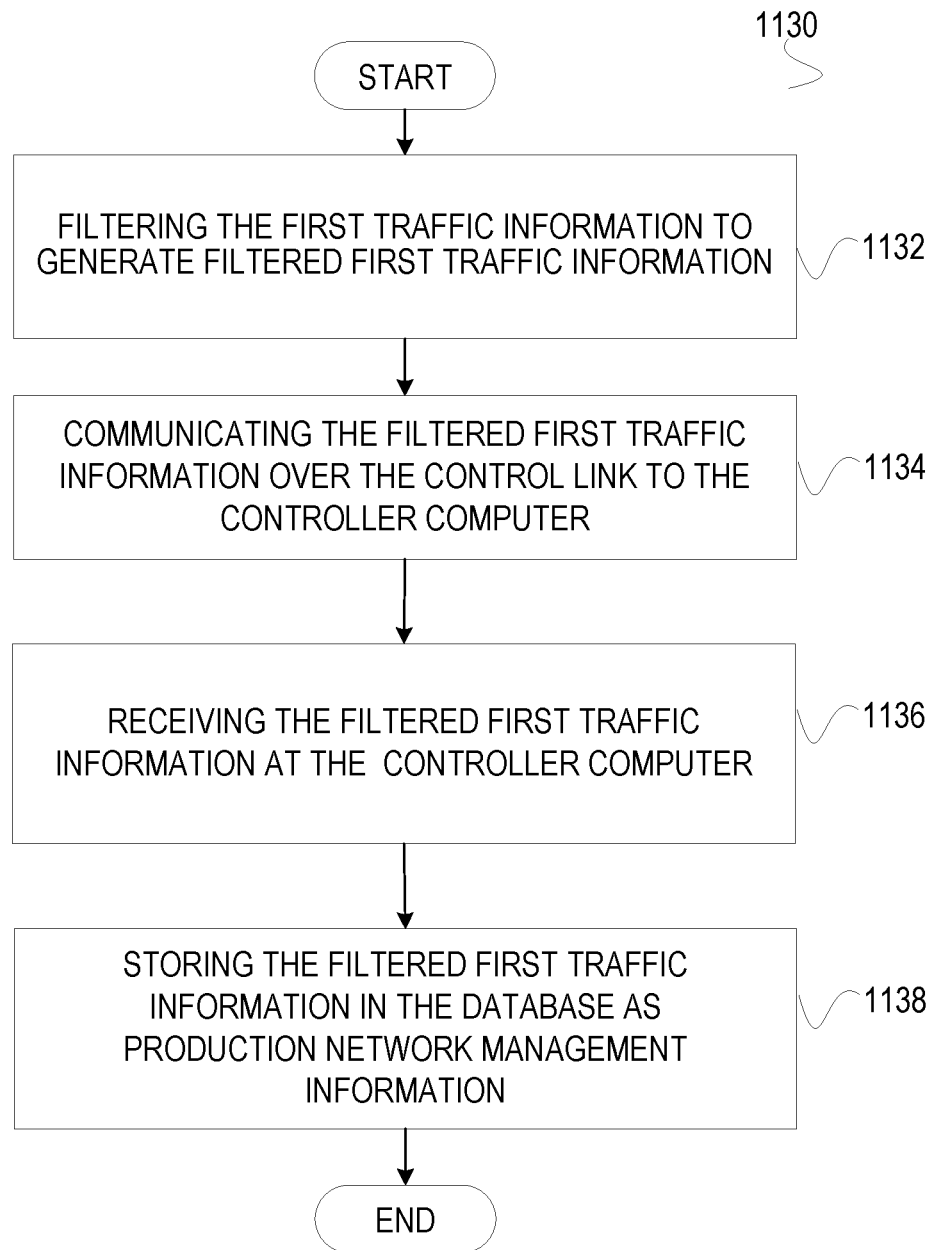 1130
START
FILTERING THE FIRST TRAFFIC INFORMATION TO
GENERATE FILTERED FIRST TRAFFIC INFORMATION
1132
COMMUNICATING THE FILTERED FIRST TRAFFIC
INFORMATION OVER THE CONTROL LINK TO THE
CONTROLLER COMPUTER
1134
RECEIVING THE FILTERED FIRST TRAFFIC
INFORMATION AT THE CONTROLLER COMPUTER
1136
STORING THE FILTERED FIRST TRAFFIC
INFORMATION IN THE DATABASE AS
PRODUCTION NETWORK MANAGEMENT
INFORMATION
1138
END